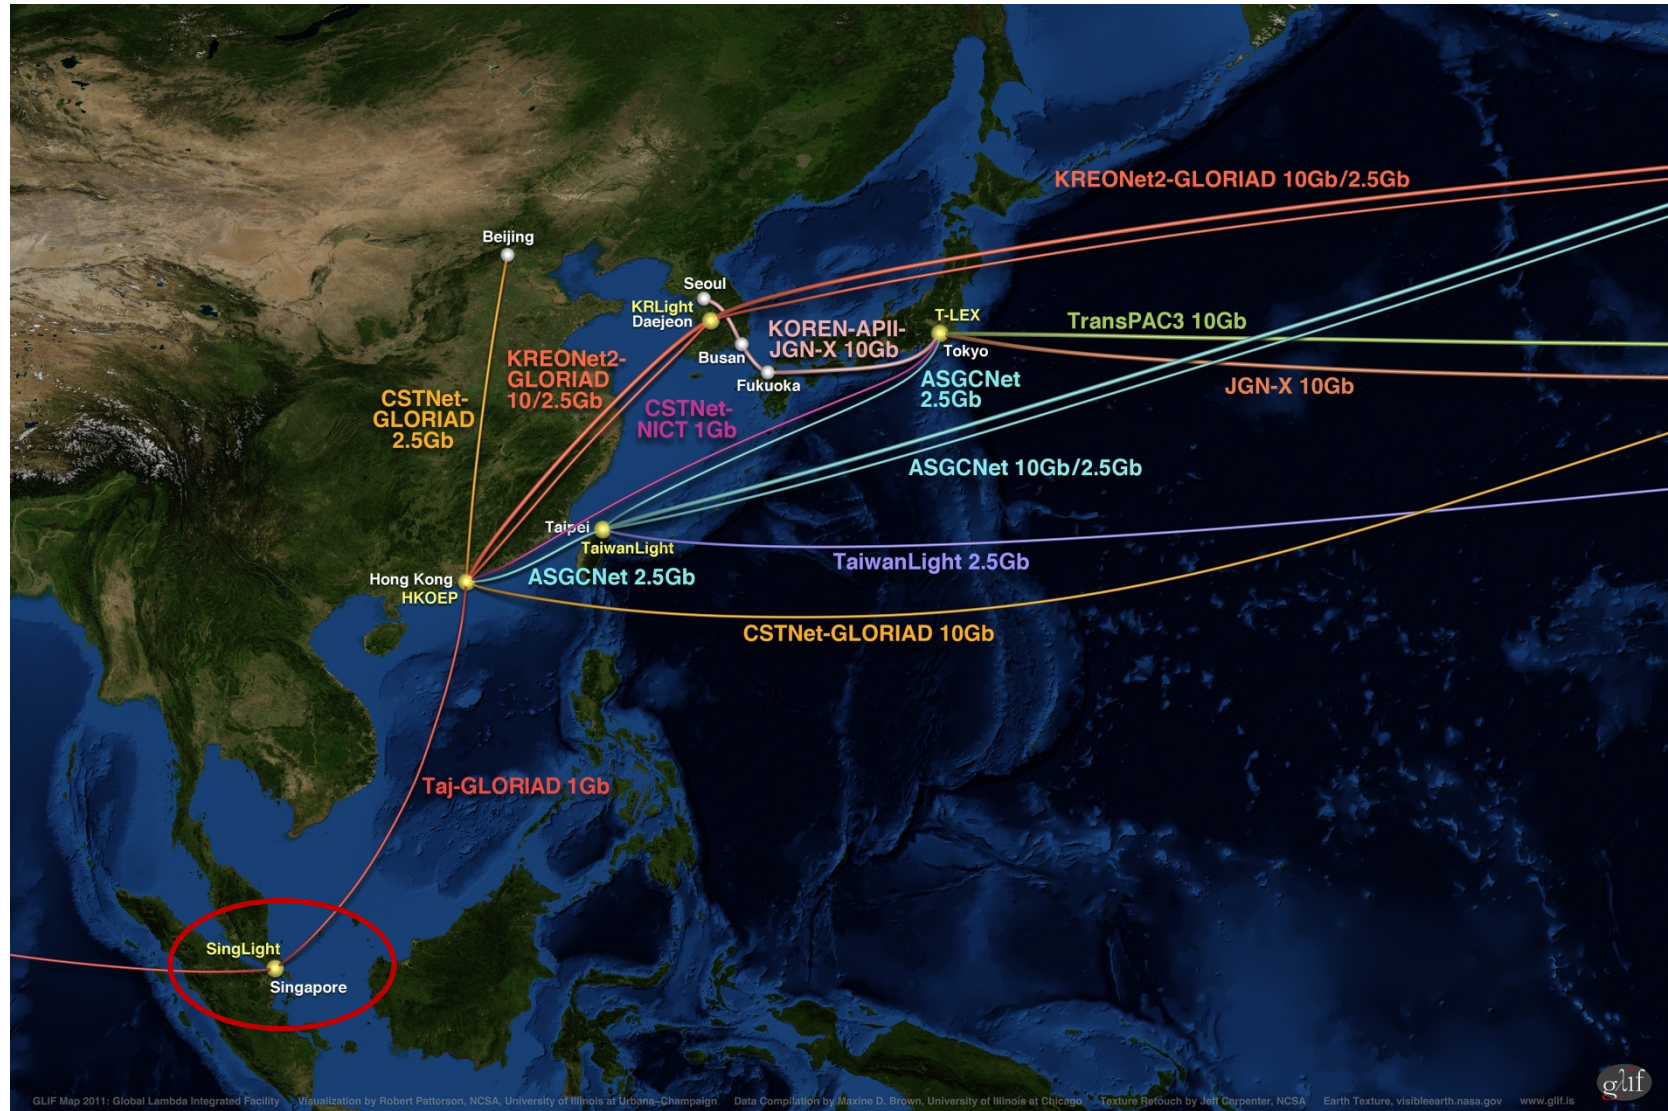 KREONet2-GLORIAD 10Gb/2.5Gb
Beijing
Seoul
KRLight
Daejeon
KOREN-APII-
JGN-X 10Gb
T-LEX
Tokyo
TransPAC3 10Gb
Busan
Fukuoka
KREONet2-
GLORIAD
10/2.5Gb
ASGCNet
2.5Gb
JGN-X 10Gb
CSTNet-
GLORIAD
2.5Gb
CSTNet-
NICT 1Gb
ASGCNet 10Gb/2.5Gb
Taipei
TaiwanLight
TaiwanLight 2.5Gb
Hong Kong
HKOEP
ASGCNet 2.5Gb
CSTNet-GLORIAD 10Gb
Taj-GLORIAD 1Gb
SingLight
Singapore
glif
GLIF Map 2011: Global Lambda Integrated Facility Visualization by Robert Patterson, NCSA, University of Illinois at Urbana-Champaign Data Compilation by Maxine D. Brown, University of Illinois at Chicago Texture Retouch by Jeff Carpenter, NCSA Earth Texture, visibleearth.nasa.gov www.glif.is